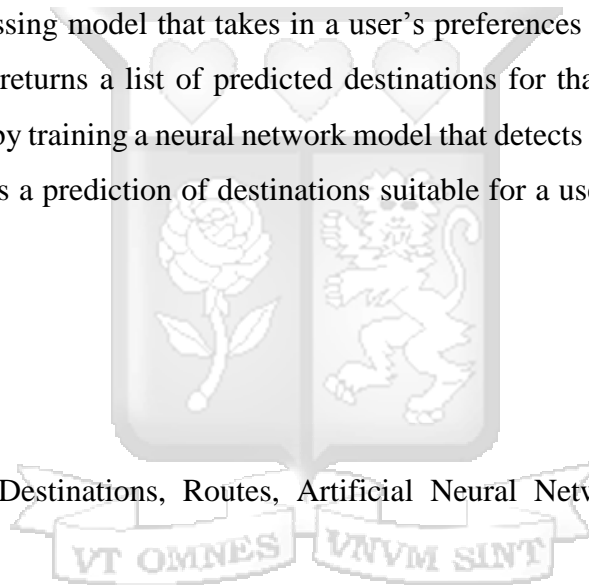 ssing model that takes in a user’s preferences
returns a list of predicted destinations for tha
by training a neural network model that detects
s a prediction of destinations suitable for a use
Destinations, Routes, Artificial Neural Netw
VT OMNES VNVM SINT